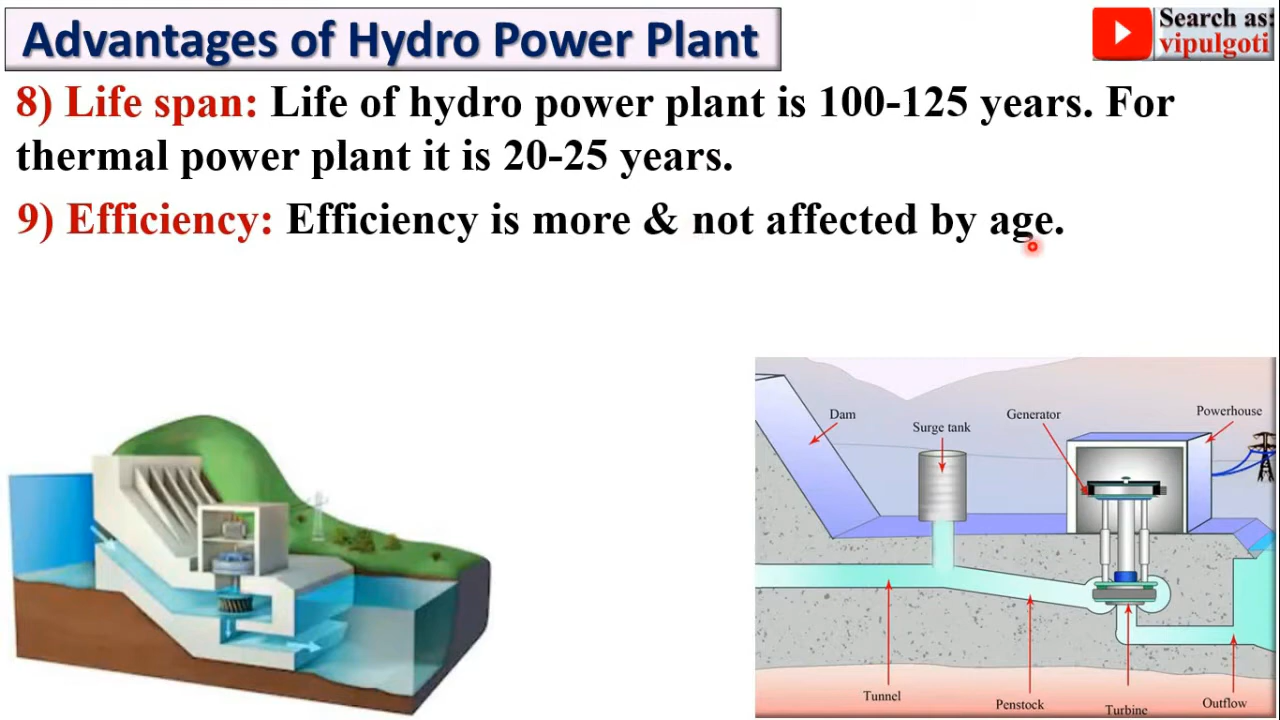 Advantages of Hydro Power Plant
Search as:
vipulgoti
8) Life span: Life of hydro power plant is 100-125 years. For
thermal power plant it is 20-25 years.
9) Efficiency: Efficiency is more & not affected by age.
Dam
Surge tank
Generator
Powerhouse
Tunnel
Penstock
Turbine
Outflow